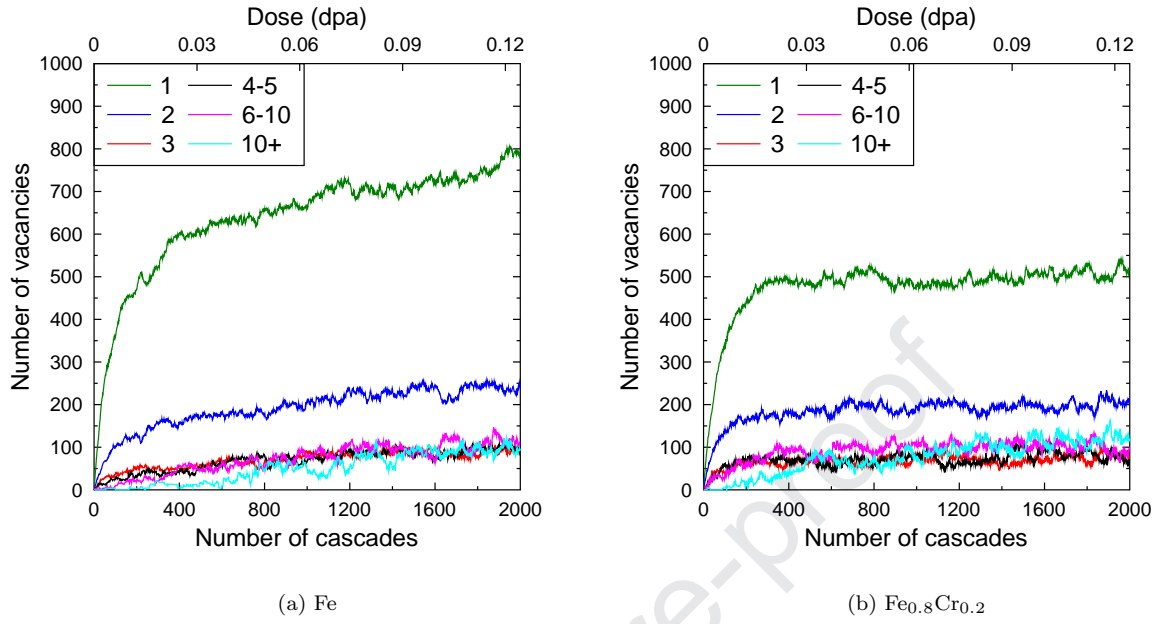 Dose (dpa)
0 0.03 0.06 0.09 0.12
1000
900
800
700
600
500
400
300
200
100
0
Number of vacancies
1 4-5
2 6-10
3 10+
0 400 800 1200 1600 2000
Number of cascades
(a) Fe
Dose (dpa)
0 0.03 0.06 0.09 0.12
1000
900
800
700
600
500
400
300
200
100
0
Number of vacancies
1 4-5
2 6-10
3 10+
0 400 800 1200 1600 2000
Number of cascades
(b) Fe0.8Cr0.2
re-proof